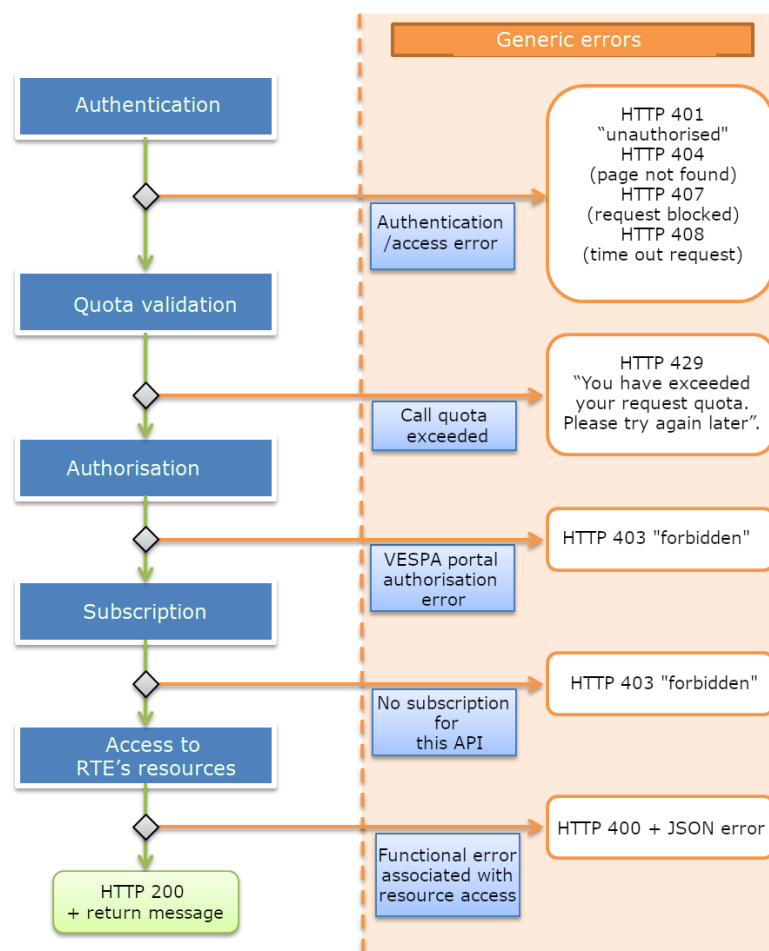 Generic errors
Authentication
HTTP 401
“unauthorised"
HTTP 404
(page not found)
HTTP 407
(request blocked)
HTTP 408
(time out request)
Authentication
/access error
Quota validation
HTTP 429
“You have exceeded
your request quota.
Please try again later”.
Call quota
exceeded
Authorisation
HTTP 403 "forbidden"
VESPA portal
authorisation
error
Subscription
HTTP 403 "forbidden"
No subscription
for
this API
Access to
RTE’s resources
HTTP 400 + JSON error
Functional error
associated with
resource access
HTTP 200
+ return message